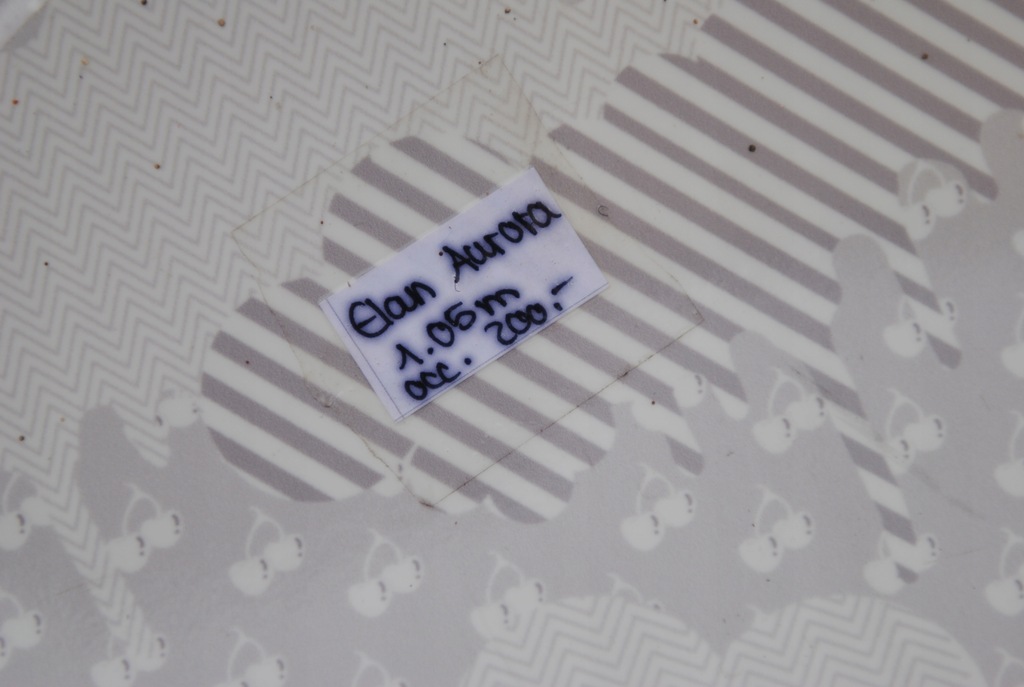 Elan Aurora
1.05m
occ. 200.-